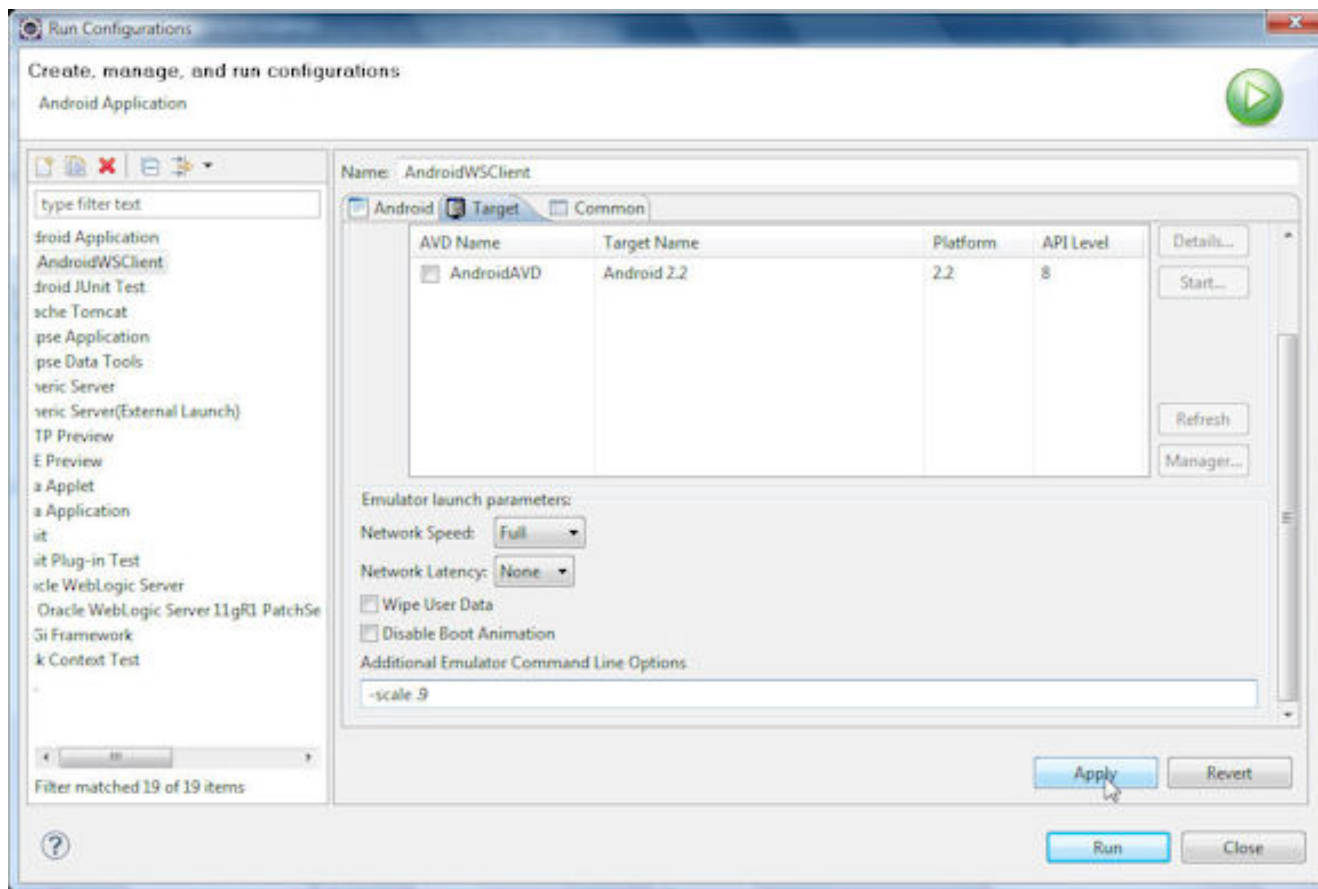 Run Configurations
Create, manage, and run configurations
Android Application
type filter text
droid Application
AndroidWSClient
droid JUnit Test
ache Tomcat
pse Application
pse Data Tools
neric Server
neric Server(External Launch)
TP Preview
E Preview
a Applet
a Application
it
it Plug-in Test
cle WebLogic Server
Oracle WebLogic Server 11gR1 PatchSe
Gi Framework
k Context Test
Filter matched 19 of 19 items
Name: AndroidWSClient
Android Target Common
AVD Name Target Name Platform API Level
AndroidAVD Android 2.2 2.2 8
Details...
Start...
Refresh
Manager...
Emulator launch parameters:
Network Speed: Full
Network Latency: None
Wipe User Data
Disable Boot Animation
Additional Emulator Command Line Options
-scale .9
Apply Revert
Run Close